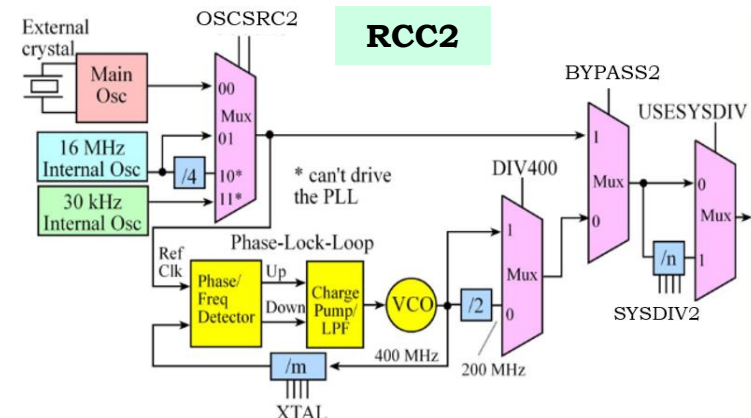 OSCSRC2
RCC2
External
crystal
Main
Osc
00
Mux
01
10*
11*
16 MHz
Internal Osc
/4
30 kHz
Internal Osc
* can't drive
the PLL
BYPASS2
1
Mux
0
USESYSDIV
0
Mux
1
/n
SYSDIV2
DIV400
1
Mux
0
Phase-Lock-Loop
Ref
Clk
Phase/
Freq
Detector
Up
Down
Charge
Pump/
LPF
VCO
/2
400 MHz
200 MHz
/m
XTAL